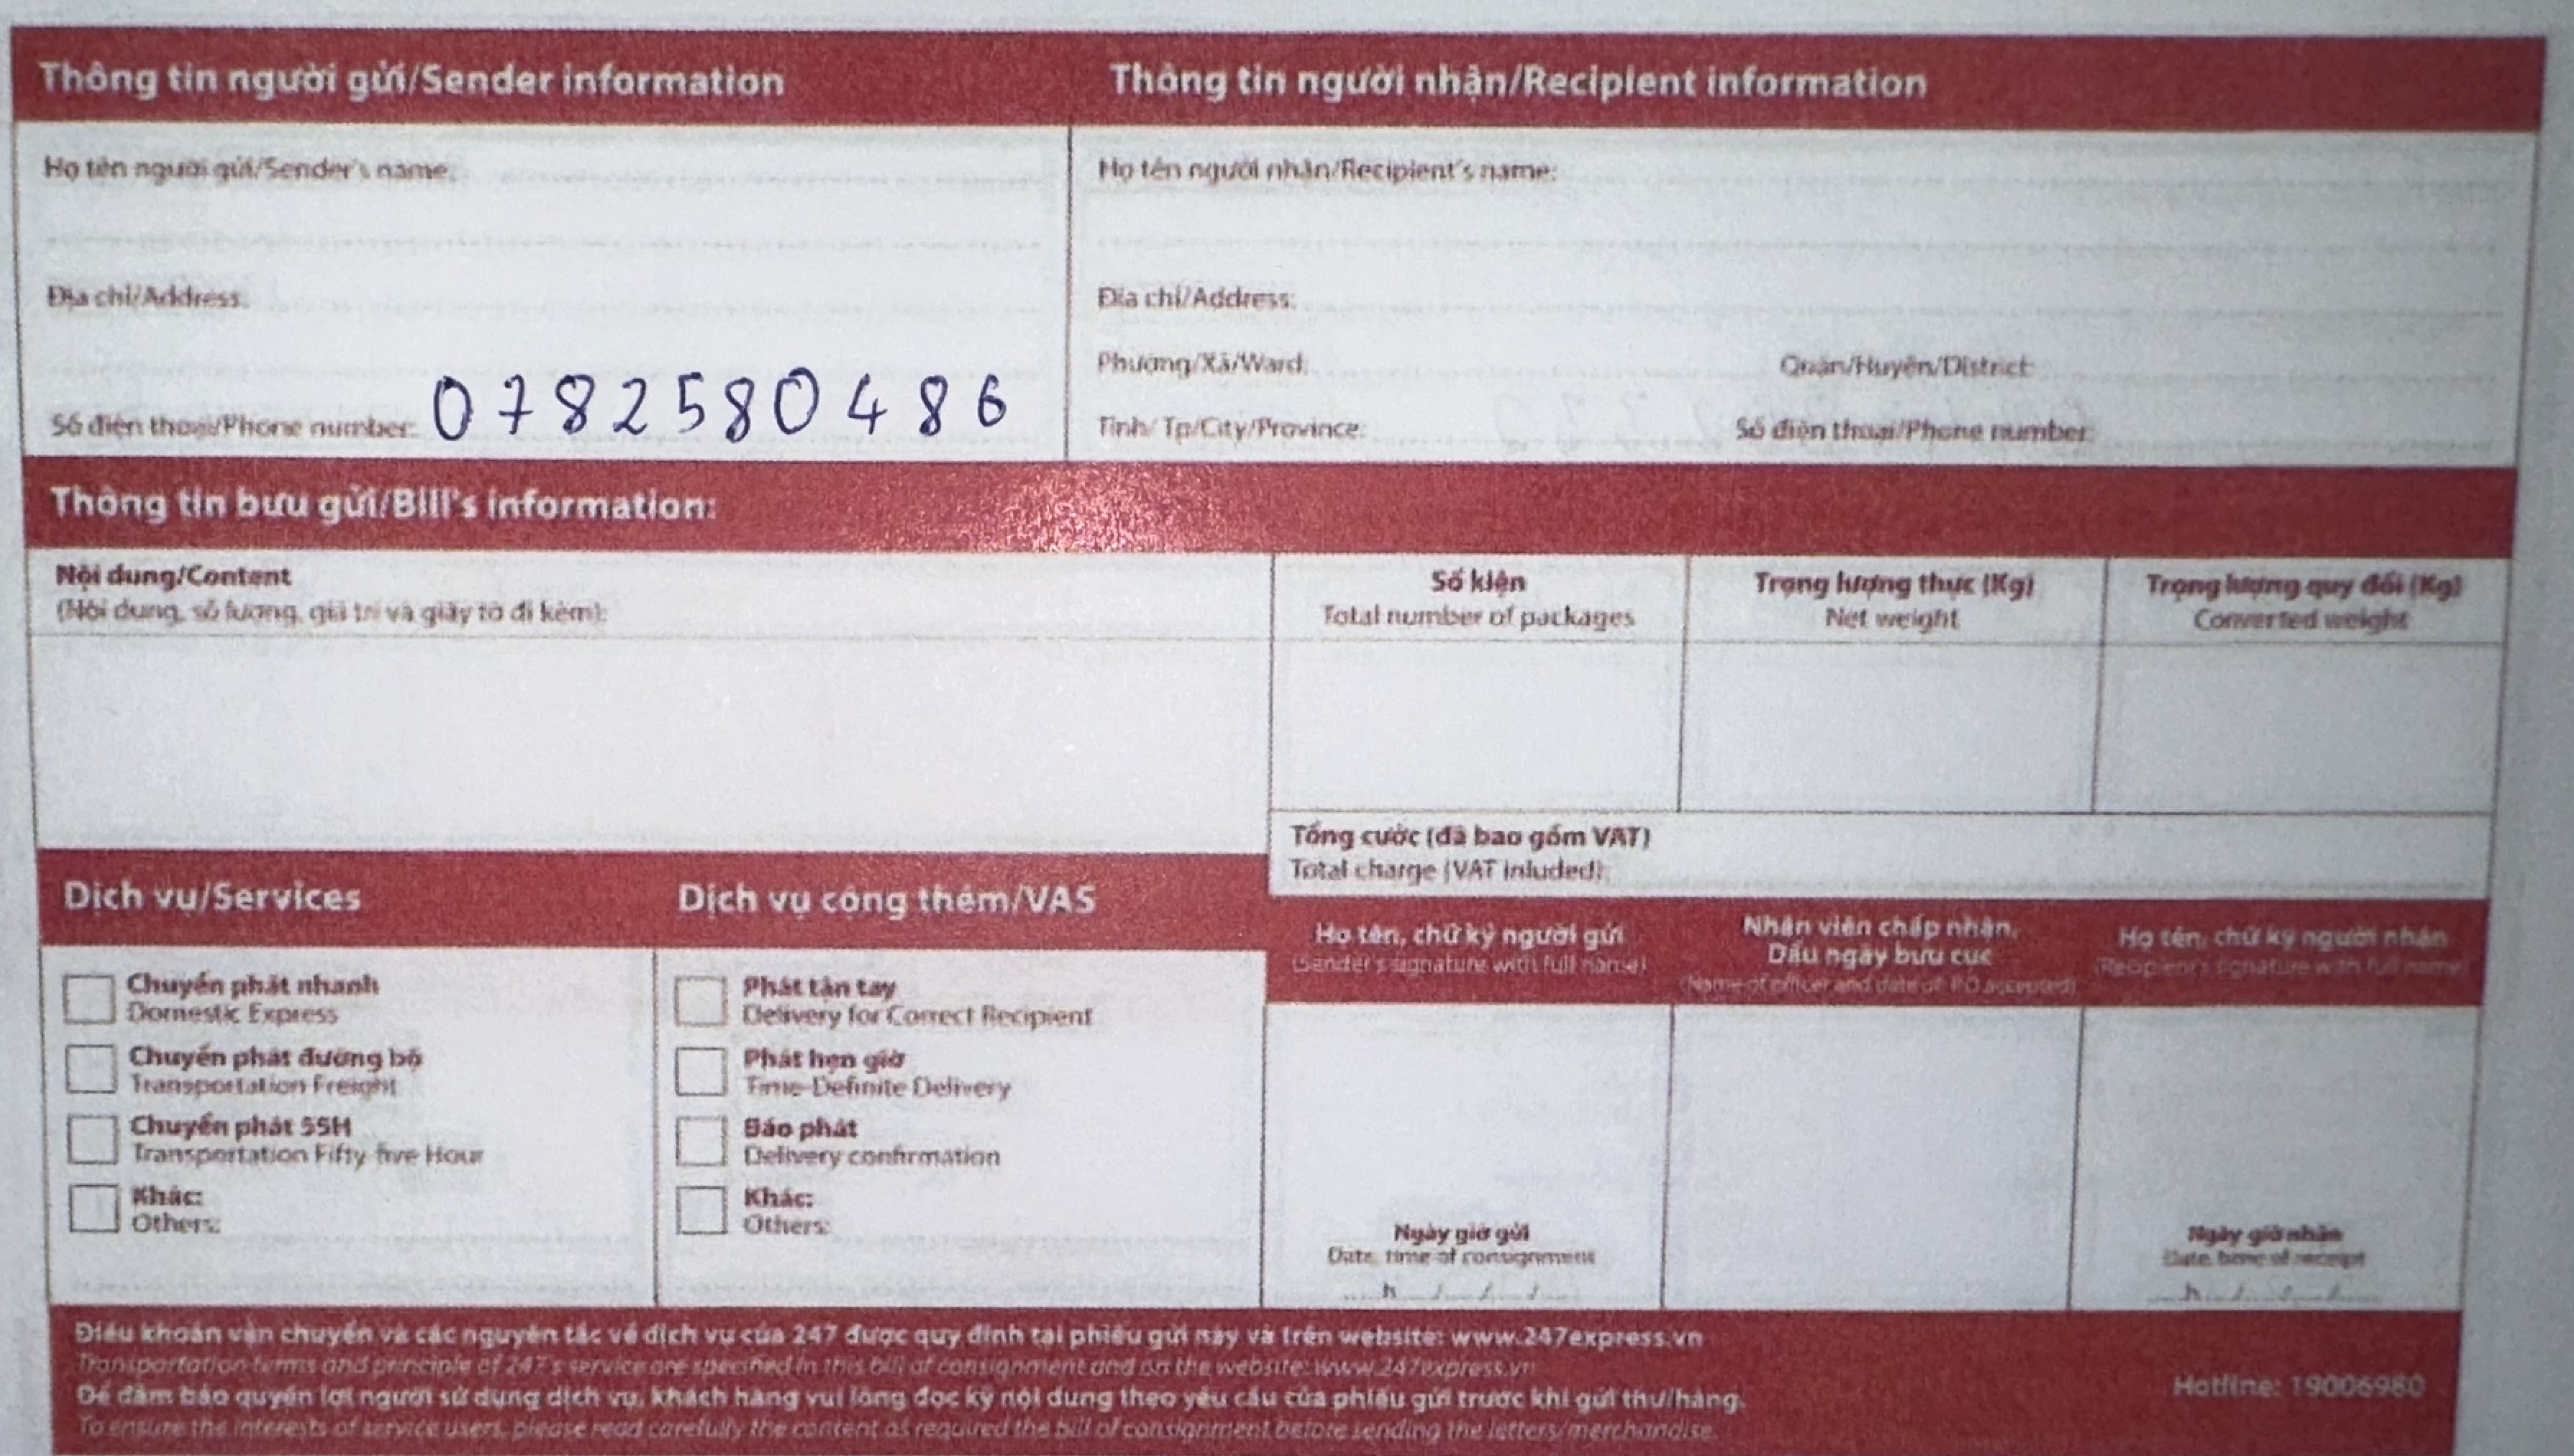 Thông tin người gửi/Sender information
Thông tin người nhận/Recipient information
Họ tên người gửi/Sender's name:
Họ tên người nhận/Recipient's name:
Địa chỉ/Address:
Địa chỉ/Address:
Phường/Xã/Ward:
Quận/Huyện/District:
Số điện thoại/Phone number: 0782580486
Tỉnh/ Tp/City/Province:
Số điện thoại/Phone number:
Thông tin bưu gửi/Bill's information:
Nội dung/Content
(Nội dung, số lượng, giá trị và giấy tờ đi kèm):
Số kiện
Total number of packages
Trọng lượng thực (Kg)
Net weight
Trọng lượng quy đổi (Kg)
Converted weight
Tổng cước (đã bao gồm VAT)
Total charge (VAT inluded):
Dịch vụ/Services
Chuyển phát nhanh
Domestic Express
Chuyển phát đường bộ
Transportation Freight
Chuyển phát 55H
Transportation Fifty-five Hour
Khác:
Others:
Dịch vụ cộng thêm/VAS
Phát tận tay
Delivery for Correct Recipient
Phát hẹn giờ
Time-Definite Delivery
Báo phát
Delivery confirmation
Khác:
Others:
Họ tên, chữ ký người gửi
(Sender's signature with full name)
Ngày giờ gửi
Date, time of consignment
h / / /
Nhân viên chấp nhận,
Dấu ngày bưu cục
(Name of officer and date of P.O accepted)
Họ tên, chữ ký người nhận
(Recipient's signature with full name)
Ngày giờ nhận
Date, time of receipt
h / / /
Điều khoản vận chuyển và các nguyên tắc về dịch vụ của 247 được quy định tại phiếu gửi này và trên website: www.247express.vn
Transportation terms and principle of 247's service are specified in this bill of consignment and on the website: www.247express.vn
Để đảm bảo quyền lợi người sử dụng dịch vụ, khách hàng vui lòng đọc kỹ nội dung theo yêu cầu của phiếu gửi trước khi gửi thư/hàng.
To ensure the interests of service users, please read carefully the content as required the bill of consignment before sending the letters/merchandise.
Hotline: 19006980